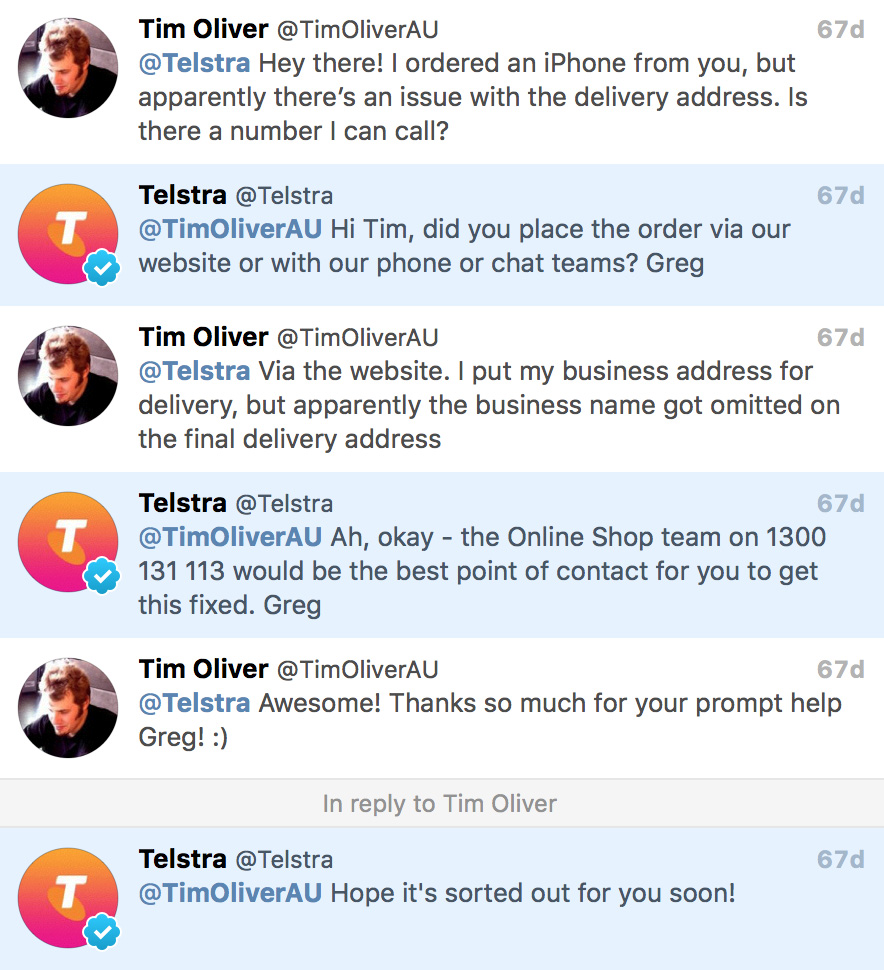 Tim Oliver @TimOliverAU 67d
@Telstra Hey there! I ordered an iPhone from you, but
apparently there’s an issue with the delivery address. Is
there a number I can call?
Telstra @Telstra 67d
@TimOliverAU Hi Tim, did you place the order via our
website or with our phone or chat teams? Greg
Tim Oliver @TimOliverAU 67d
@Telstra Via the website. I put my business address for
delivery, but apparently the business name got omitted on
the final delivery address
Telstra @Telstra 67d
@TimOliverAU Ah, okay - the Online Shop team on 1300
131 113 would be the best point of contact for you to get
this fixed. Greg
Tim Oliver @TimOliverAU 67d
@Telstra Awesome! Thanks so much for your prompt help
Greg! :)
In reply to Tim Oliver
Telstra @Telstra 67d
@TimOliverAU Hope it's sorted out for you soon!